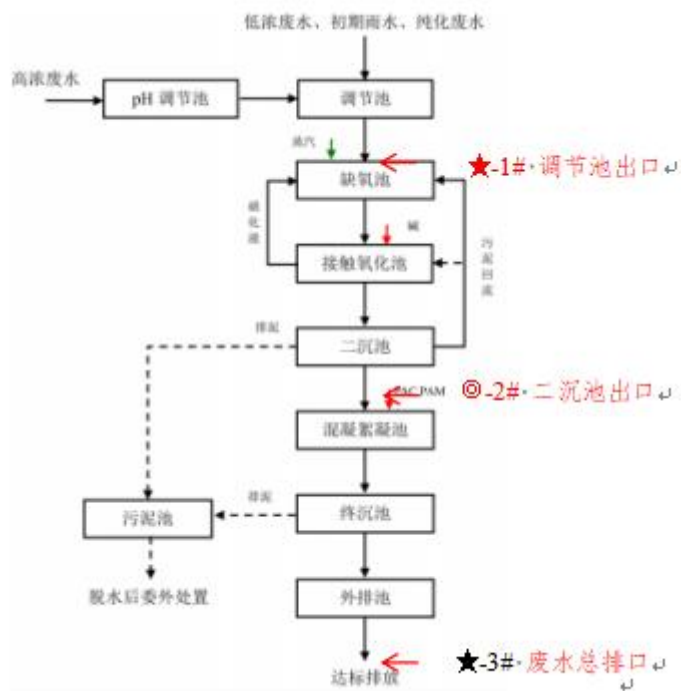 低浓废水、初期雨水、纯化废水
高浓废水
pH 调节池
调节池
蒸汽
★-1#·调节池出口
缺氧池
硝化液
碱
污泥回流
接触氧化池
排泥
二沉池
PAC,PAM
◎-2#·二沉池出口
混凝絮凝池
排泥
污泥池
终沉池
脱水后委外处置
外排池
★-3#·废水总排口
达标排放